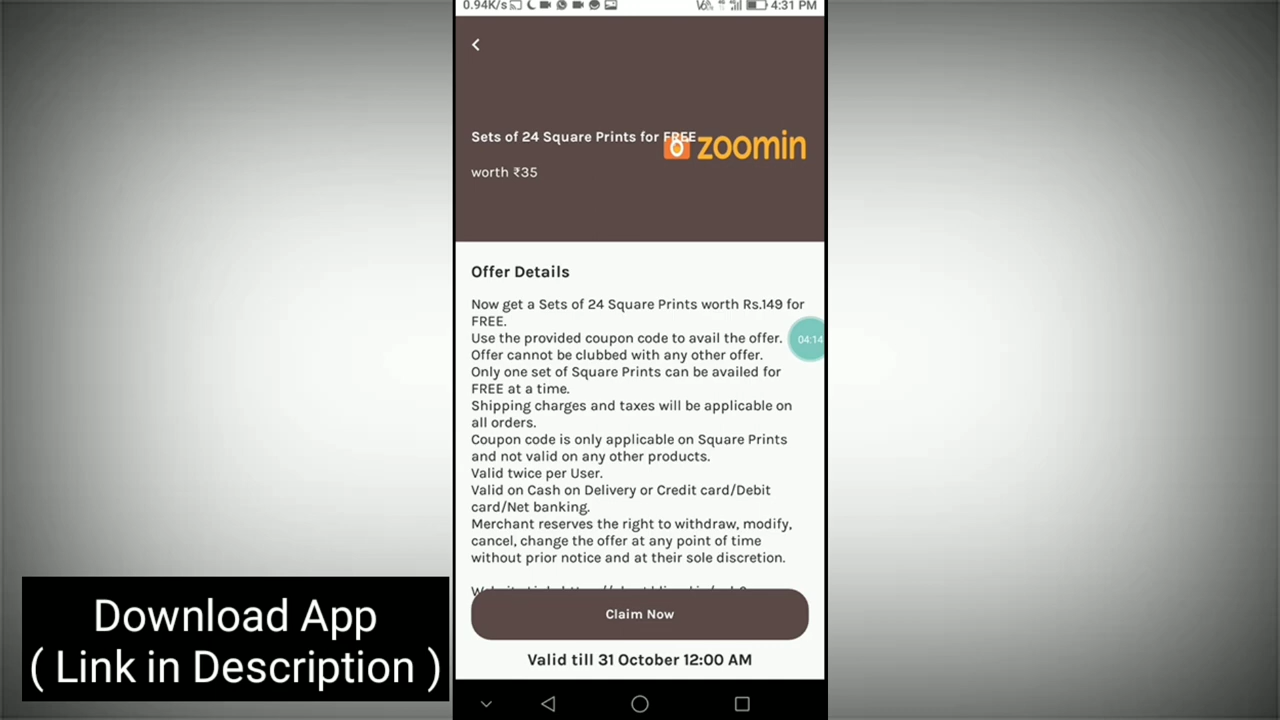 0.94K/s
4:31 PM
Sets of 24 Square Prints for FREE
zoomin
worth ₹35
Offer Details
Now get a Sets of 24 Square Prints worth Rs.149 for
FREE.
Use the provided coupon code to avail the offer.
04:14
Offer cannot be clubbed with any other offer.
Only one set of Square Prints can be availed for
FREE at a time.
Shipping charges and taxes will be applicable on
all orders.
Coupon code is only applicable on Square Prints
and not valid on any other products.
Valid twice per User.
Valid on Cash on Delivery or Credit card/Debit
card/Net banking.
Merchant reserves the right to withdraw, modify,
cancel, change the offer at any point of time
without prior notice and at their sole discretion.
Claim Now
Valid till 31 October 12:00 AM
Download App
( Link in Description )